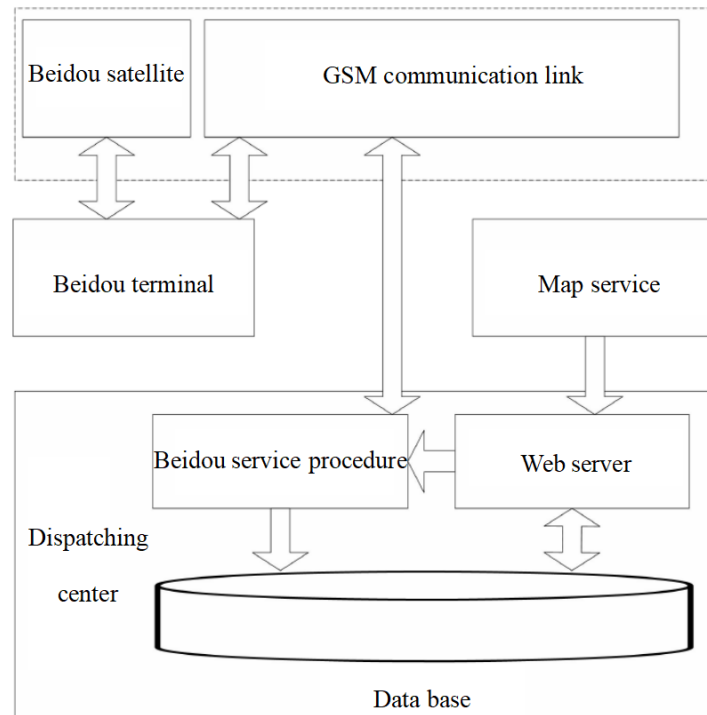 Beidou satellite
GSM communication link
Beidou terminal
Map service
Beidou service procedure
Web server
Dispatching
center
Data base